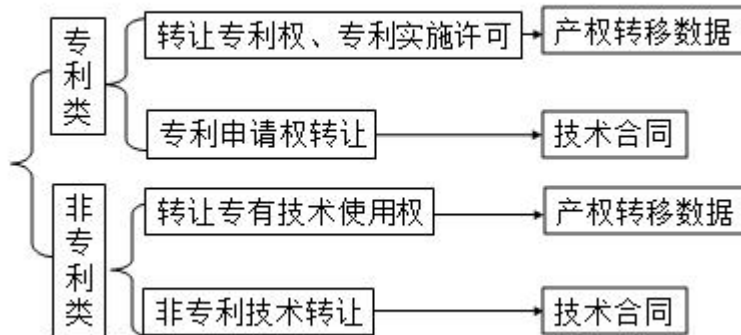 专利类
转让专利权、专利实施许可
产权转移数据
专利申请权转让
技术合同
非专利类
转让专有技术使用权
产权转移数据
非专利技术转让
技术合同